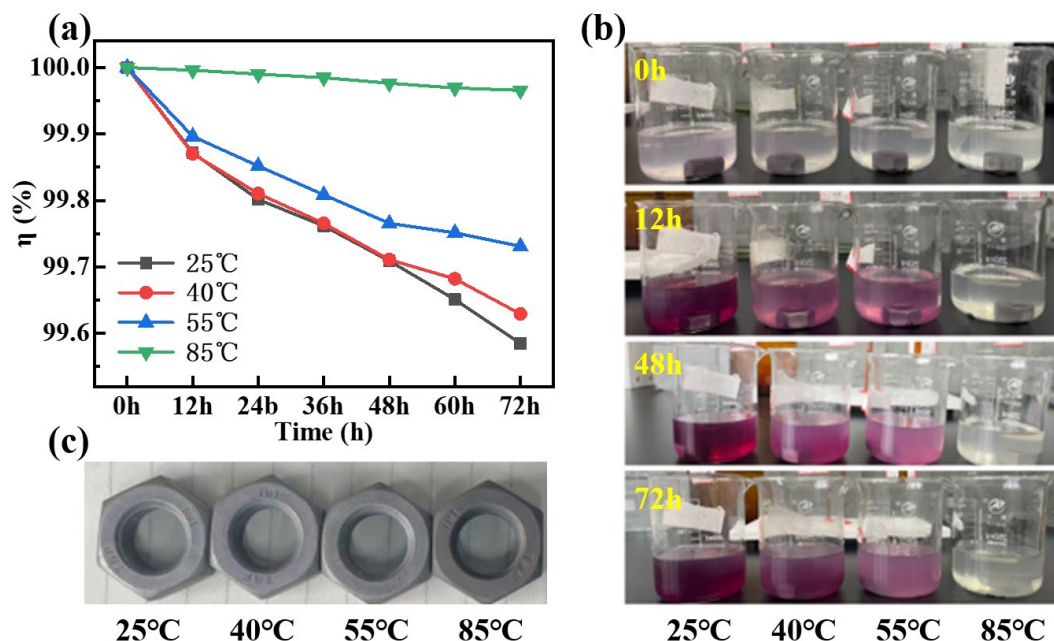 (a)
100.0
99.9
99.8
99.7
99.6
η (%)
25℃
40℃
55℃
85℃
0h 12h 24b 36h 48h 60h 72h
Time (h)
(b)
0h
12h
48h
72h
25℃ 40℃ 55℃ 85℃
(c)
25℃ 40℃ 55℃ 85℃